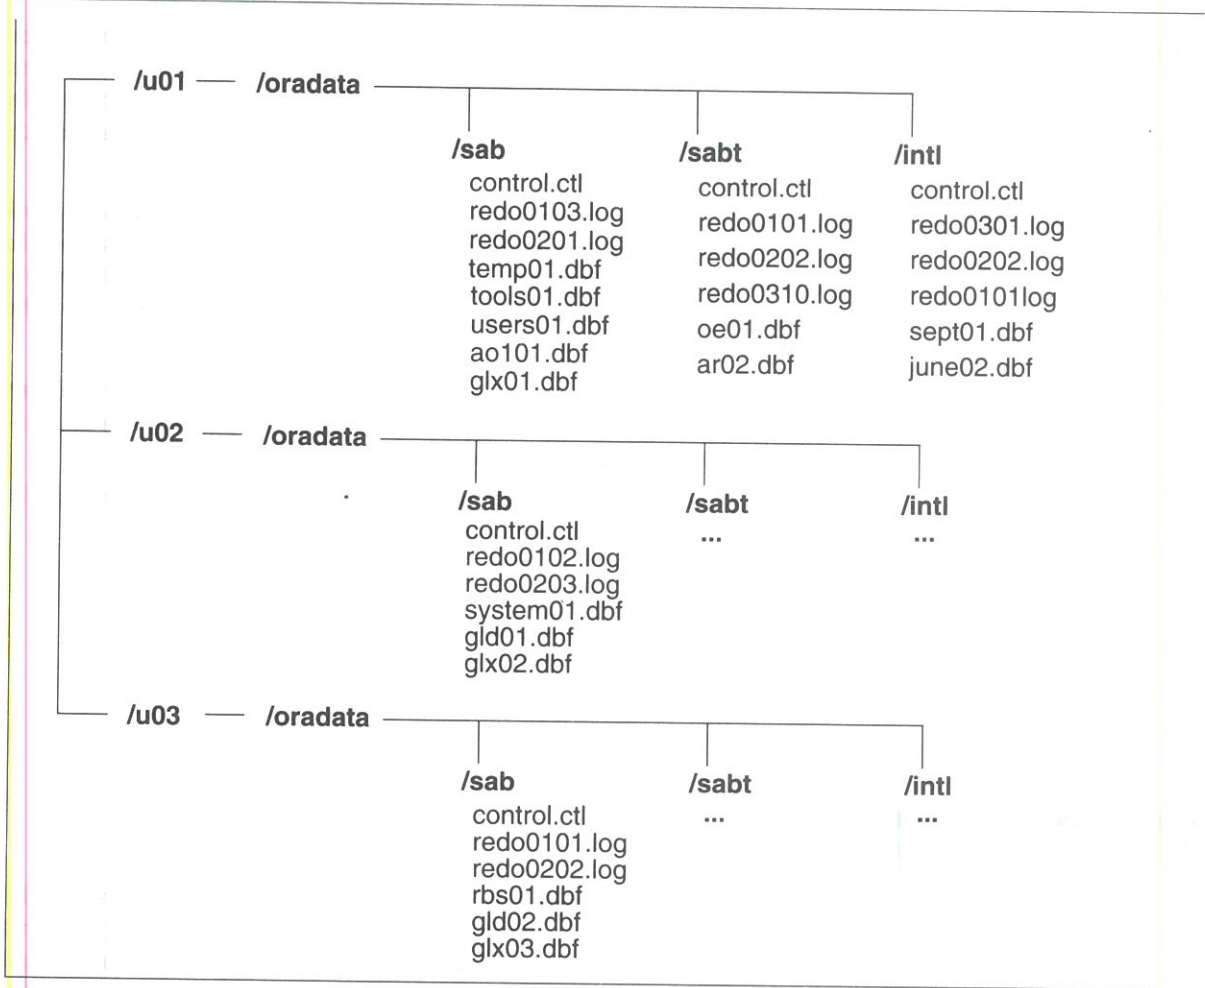 /u01 /oradata
/sab
control.ctl
redo0103.log
redo0201.log
temp01.dbf
tools01.dbf
users01.dbf
ao101.dbf
glx01.dbf
/sabt
control.ctl
redo0101.log
redo0202.log
redo0310.log
oe01.dbf
ar02.dbf
/intl
control.ctl
redo0301.log
redo0202.log
redo0101log
sept01.dbf
june02.dbf
/u02 /oradata
/sab
control.ctl
redo0102.log
redo0203.log
system01.dbf
gld01.dbf
glx02.dbf
/sabt
...
/intl
...
/u03 /oradata
/sab
control.ctl
redo0101.log
redo0202.log
rbs01.dbf
gld02.dbf
glx03.dbf
/sabt
...
/intl
...